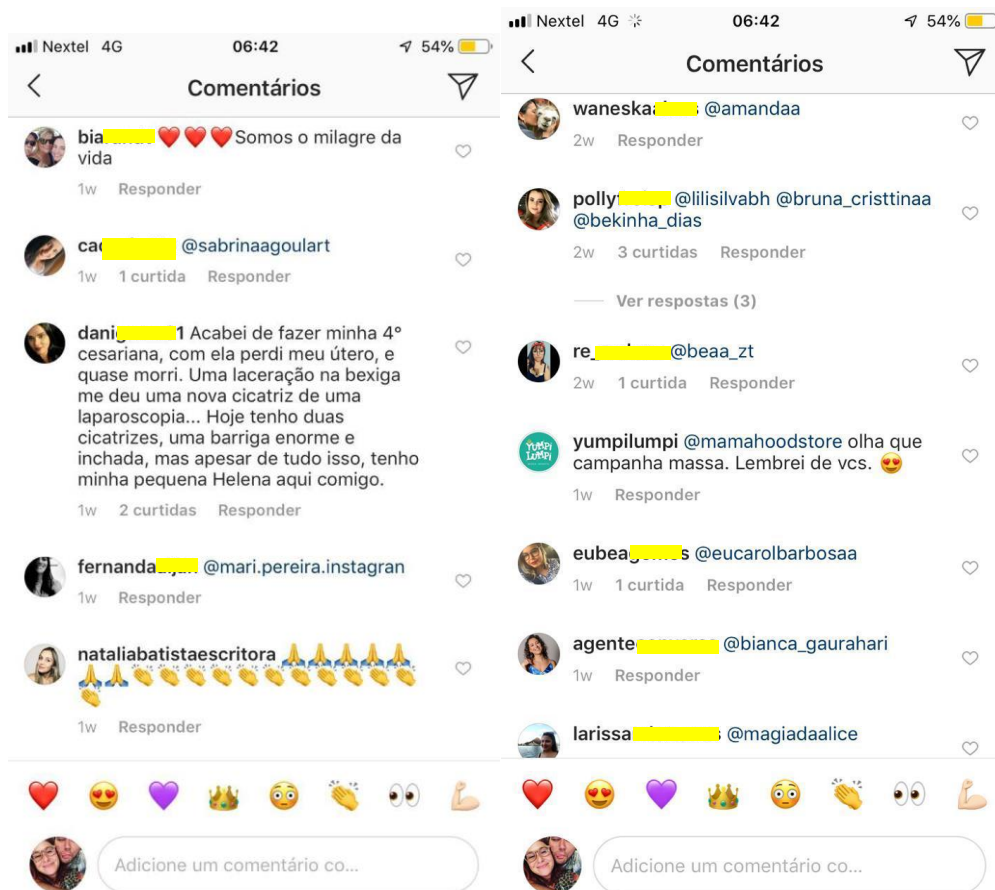 Nextel 4G 06:42 54%
Comentários
❤️ ❤️ ❤️ Somos o milagre da
vida
1w Responder
@sabrinaagoulart
1w 1 curtida Responder
Acabei de fazer minha 4°
cesariana, com ela perdi meu útero, e
quase morri. Uma laceração na bexiga
me deu uma nova cicatriz de uma
laparoscopia... Hoje tenho duas
cicatrizes, uma barriga enorme e
inchada, mas apesar de tudo isso, tenho
minha pequena Helena aqui comigo.
1w 2 curtidas Responder
@mari.pereira.instagran
1w Responder
nataliabatistaescritora 🙏🙏🙏🙏🙏
🙏🙏👏👏👏👏👏👏👏👏👏👏👏
👏
1w Responder
Adicione um comentário co...
Nextel 4G 06:42 54%
Comentários
@amandaa
2w Responder
@lilisilvabh @bruna_cristtinaa
@bekinha_dias
2w 3 curtidas Responder
Ver respostas (3)
@beaa_zt
2w 1 curtida Responder
YUMPI
LUMPI
yumpilumpi @mamahoodstore olha que
campanha massa. Lembrei de vcs. 😍
1w Responder
@eucarolbarbosaa
1w 1 curtida Responder
@bianca_gaurahari
1w Responder
@magiadaalice
Adicione um comentário co...